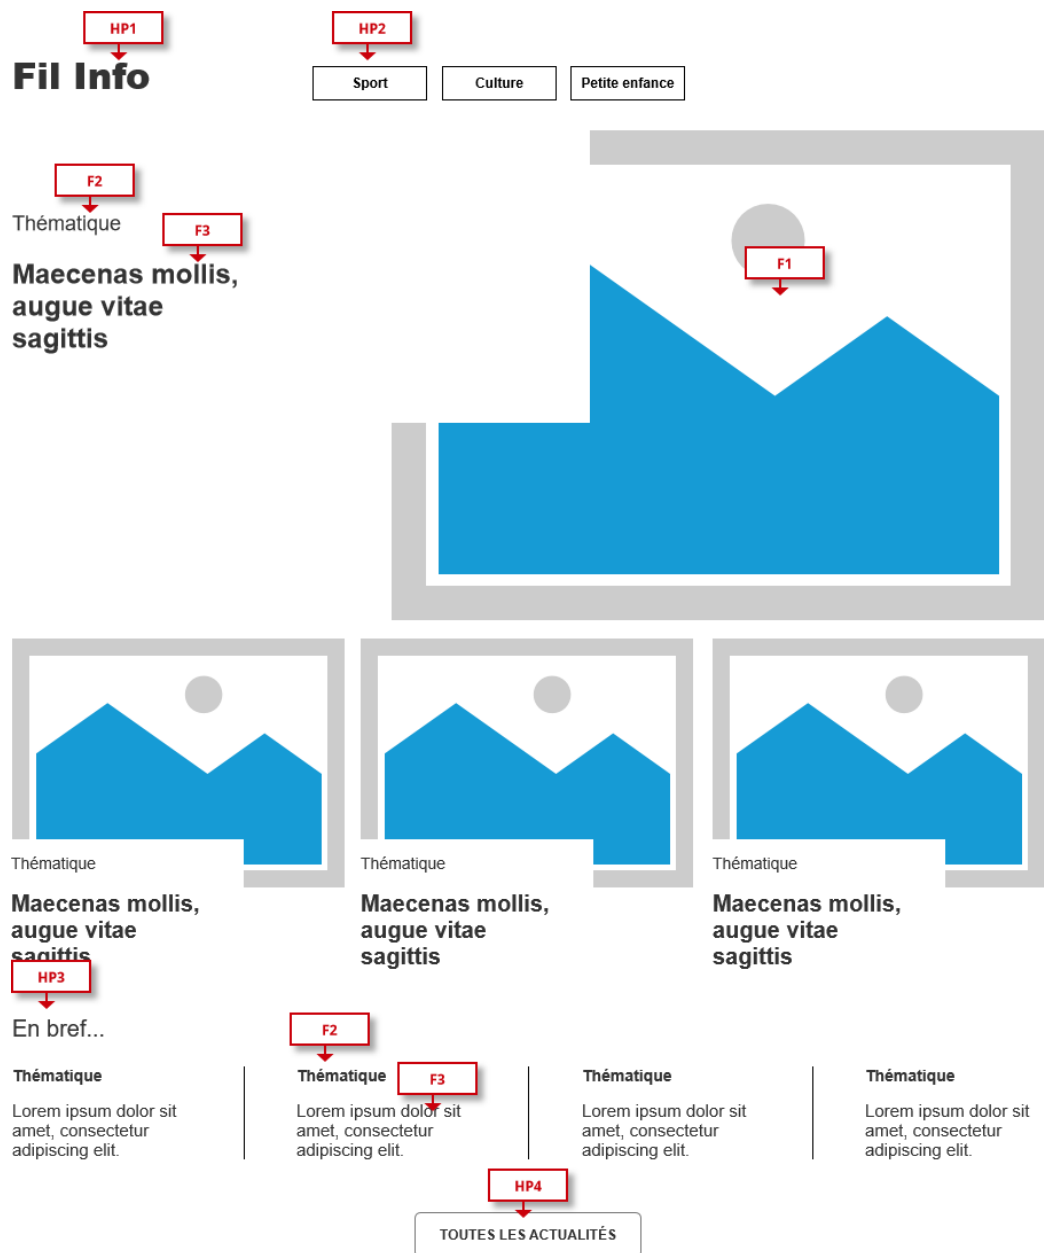 HP1
HP2
Fil Info
Sport
Culture
Petite enfance
F2
Thématique
F3
Maecenas mollis,
augue vitae
sagittis
F1
Thématique
Maecenas mollis,
augue vitae
sagittis
Thématique
Maecenas mollis,
augue vitae
sagittis
Thématique
Maecenas mollis,
augue vitae
sagittis
HP3
En bref...
F2
Thématique
Lorem ipsum dolor sit
amet, consectetur
adipiscing elit.
Thématique
F3
Lorem ipsum dolor sit
amet, consectetur
adipiscing elit.
Thématique
Lorem ipsum dolor sit
amet, consectetur
adipiscing elit.
Thématique
Lorem ipsum dolor sit
amet, consectetur
adipiscing elit.
HP4
TOUTES LES ACTUALITÉS